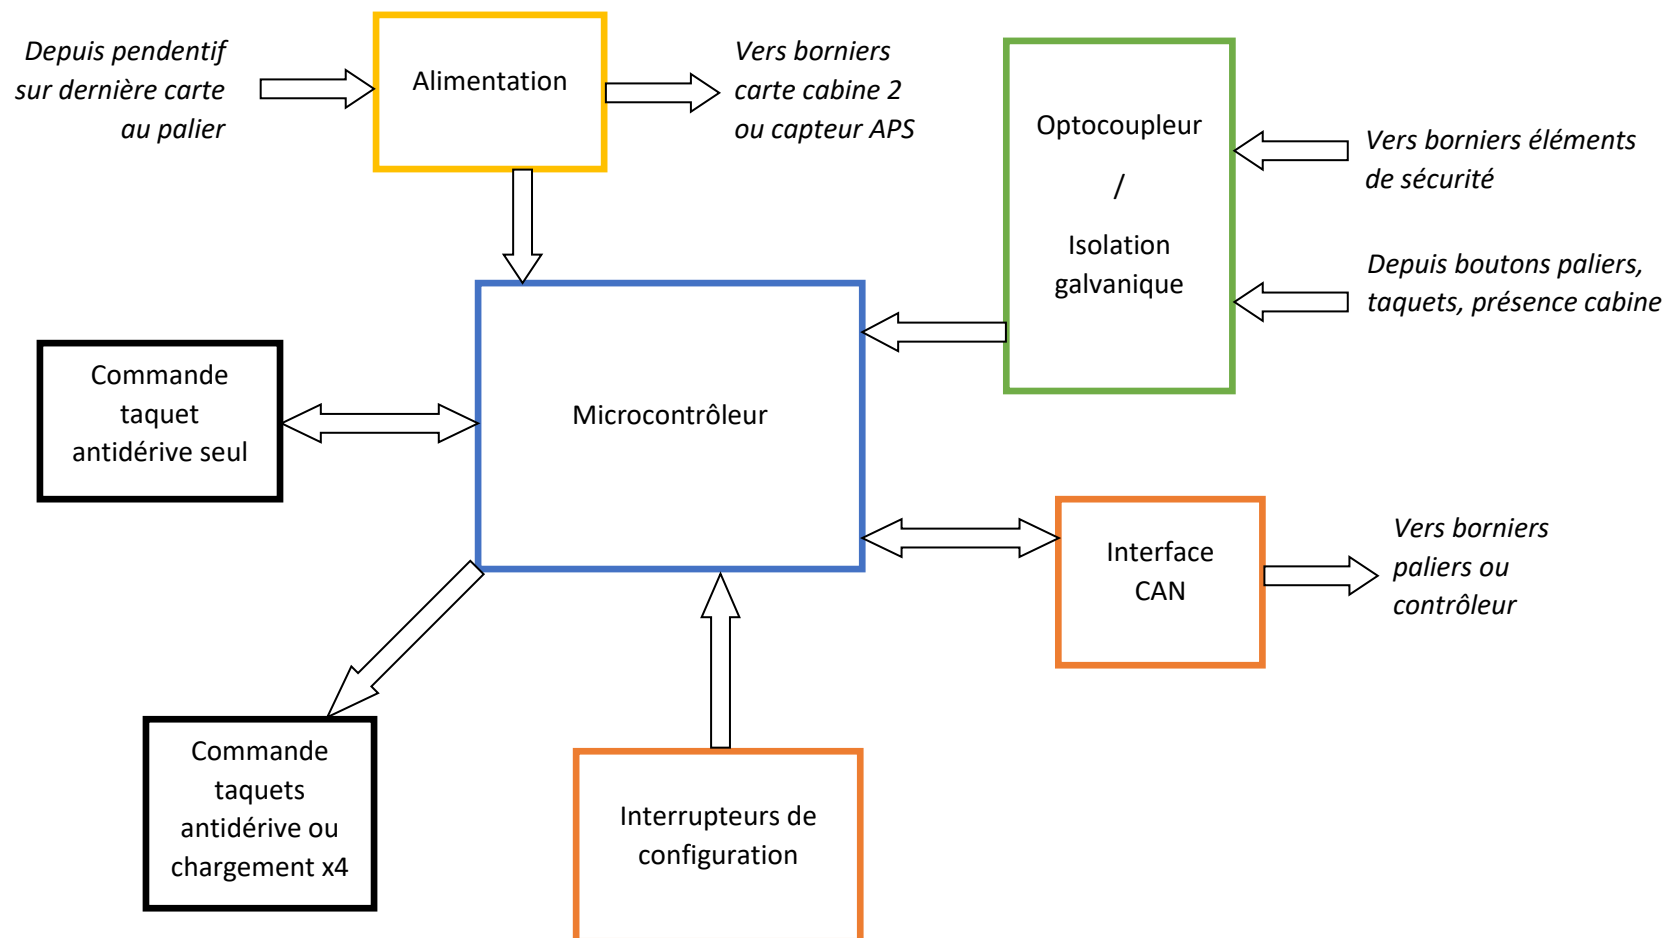 Depuis pendentif
sur dernière carte
au palier
Alimentation
Vers borniers
carte cabine 2
ou capteur APS
Optocoupleur
/
Isolation
galvanique
Vers borniers éléments
de sécurité
Depuis boutons paliers,
taquets, présence cabine
Commande
taquet
antidérive seul
Microcontrôleur
Interface
CAN
Vers borniers
paliers ou
contrôleur
Commande
taquets
antidérive ou
chargement x4
Interrupteurs de
configuration